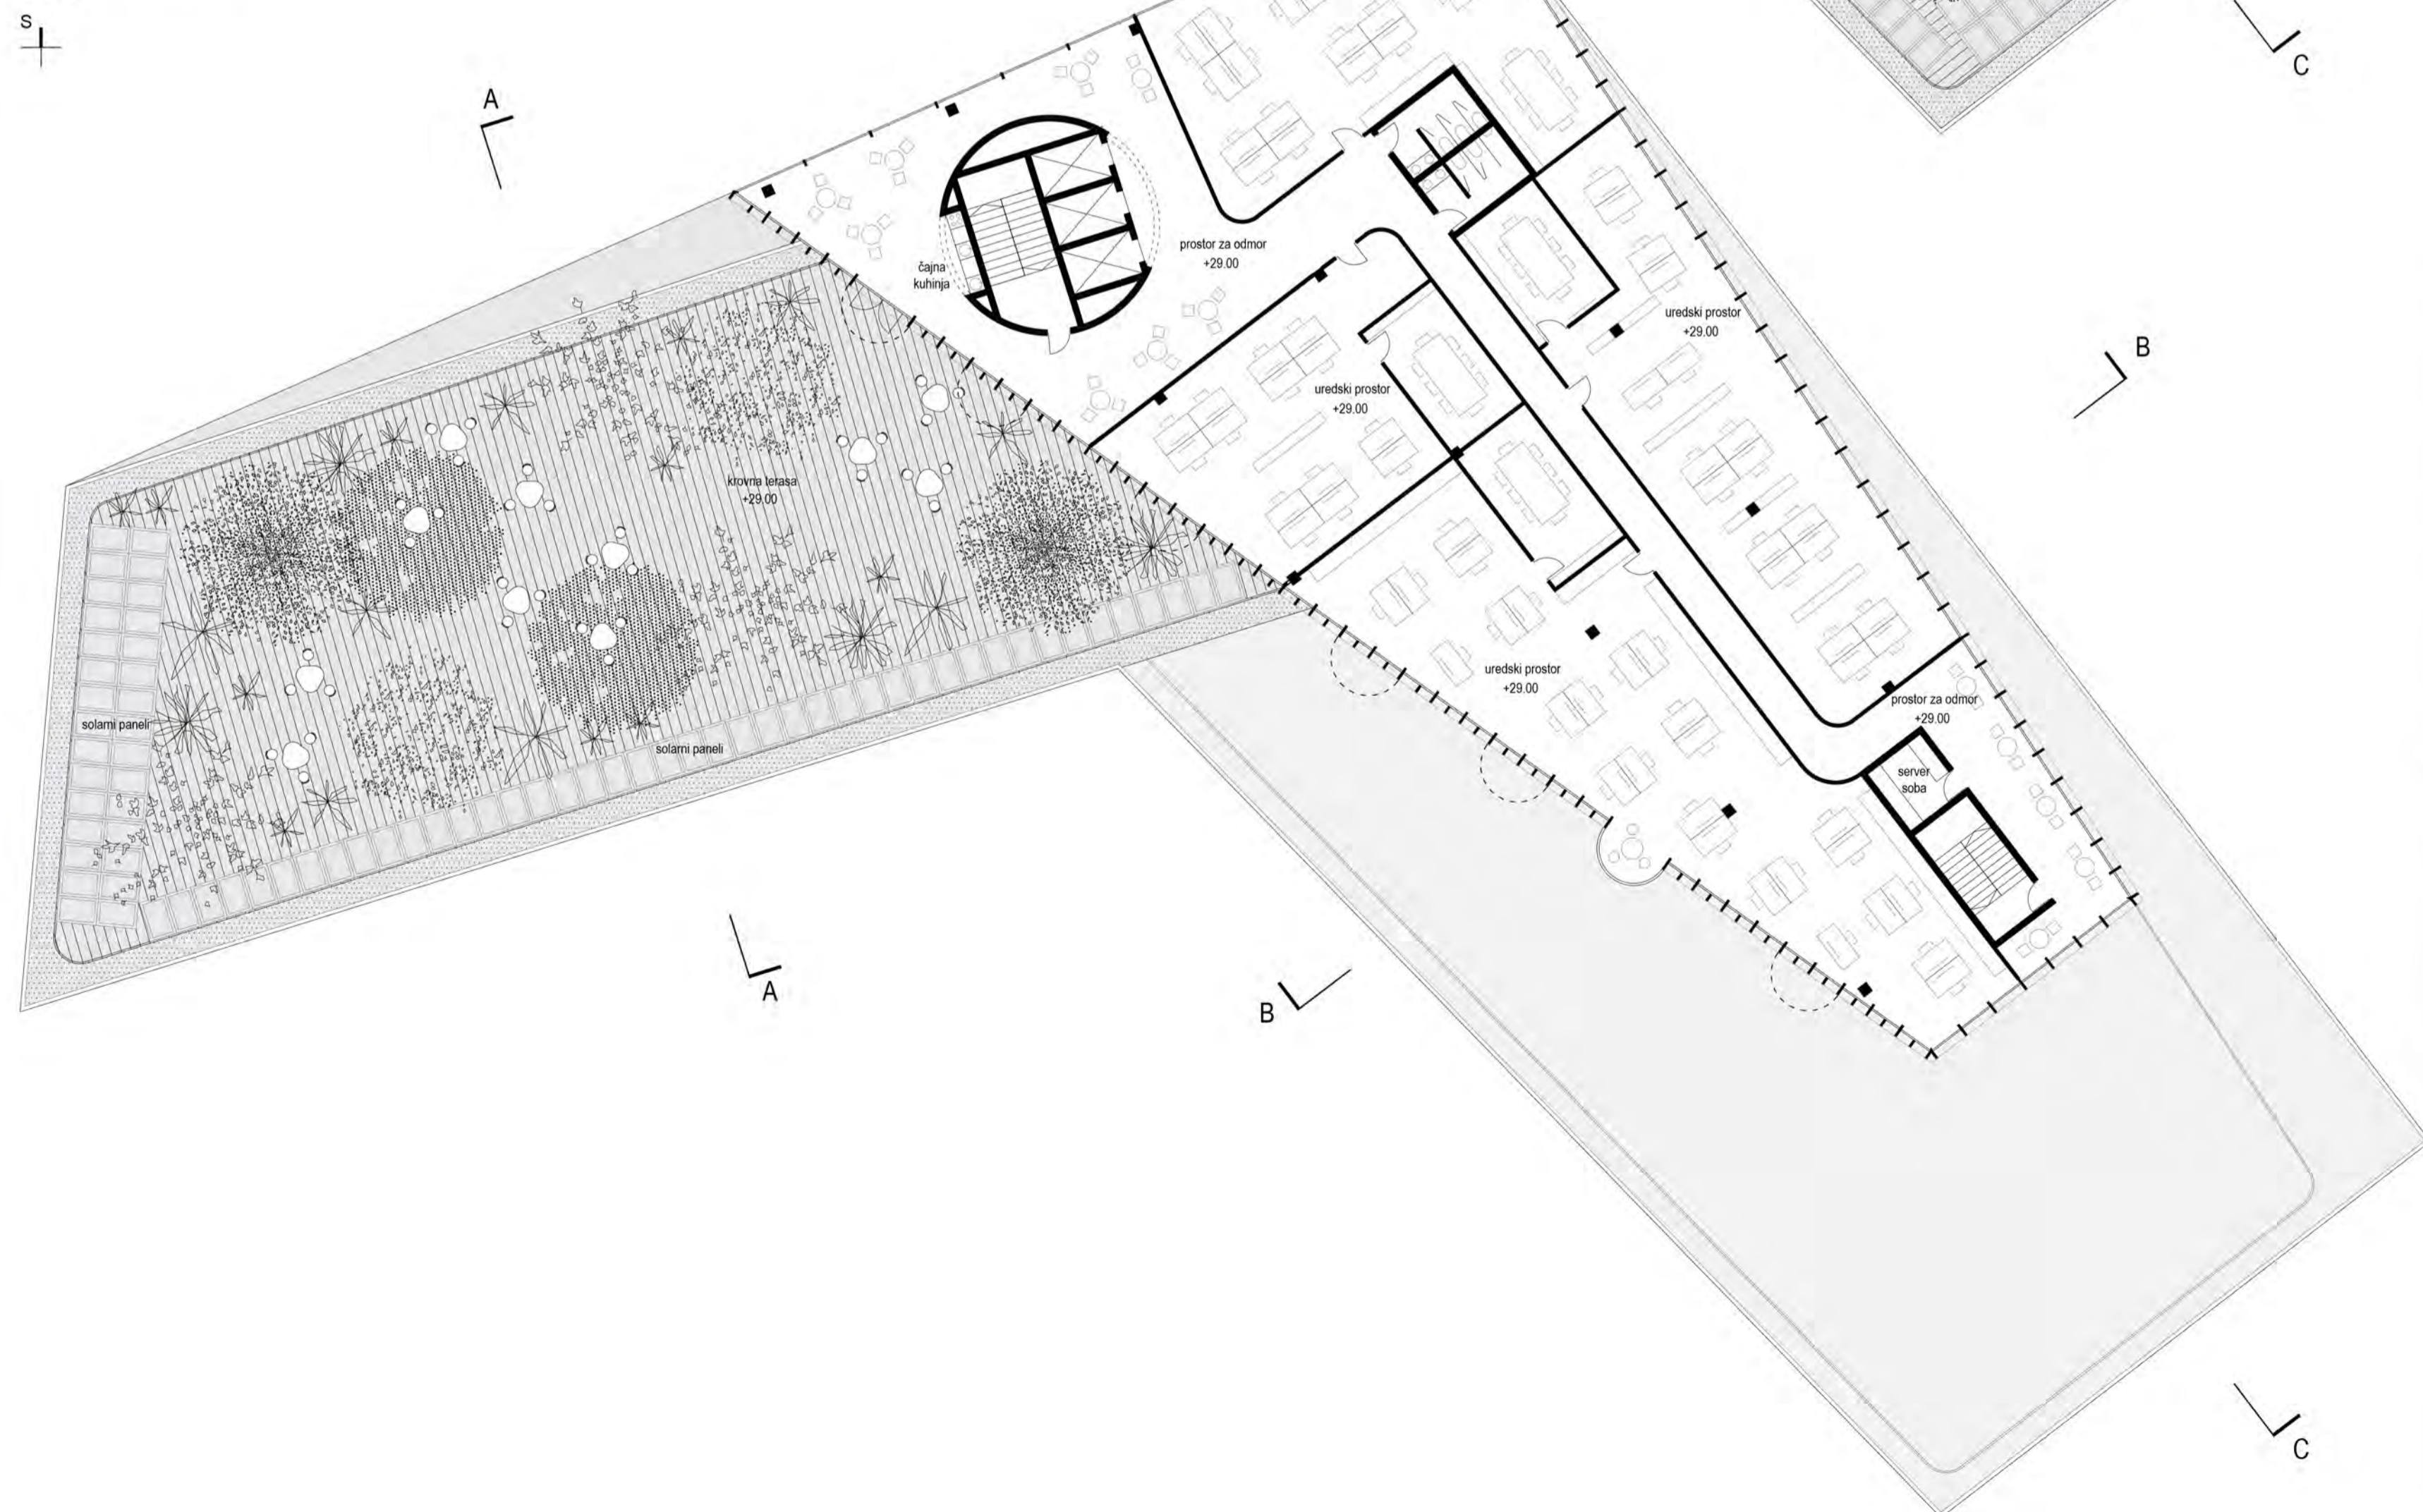 S
C
A
prostor za odmor
+29.00
čajna
kuhinja
uredski prostor
+29.00
B
uredski prostor
+29.00
krovna terasa
+29.00
uredski prostor
+29.00
prostor za odmor
+29.00
solarni paneli
solarni paneli
server
soba
A
B
C